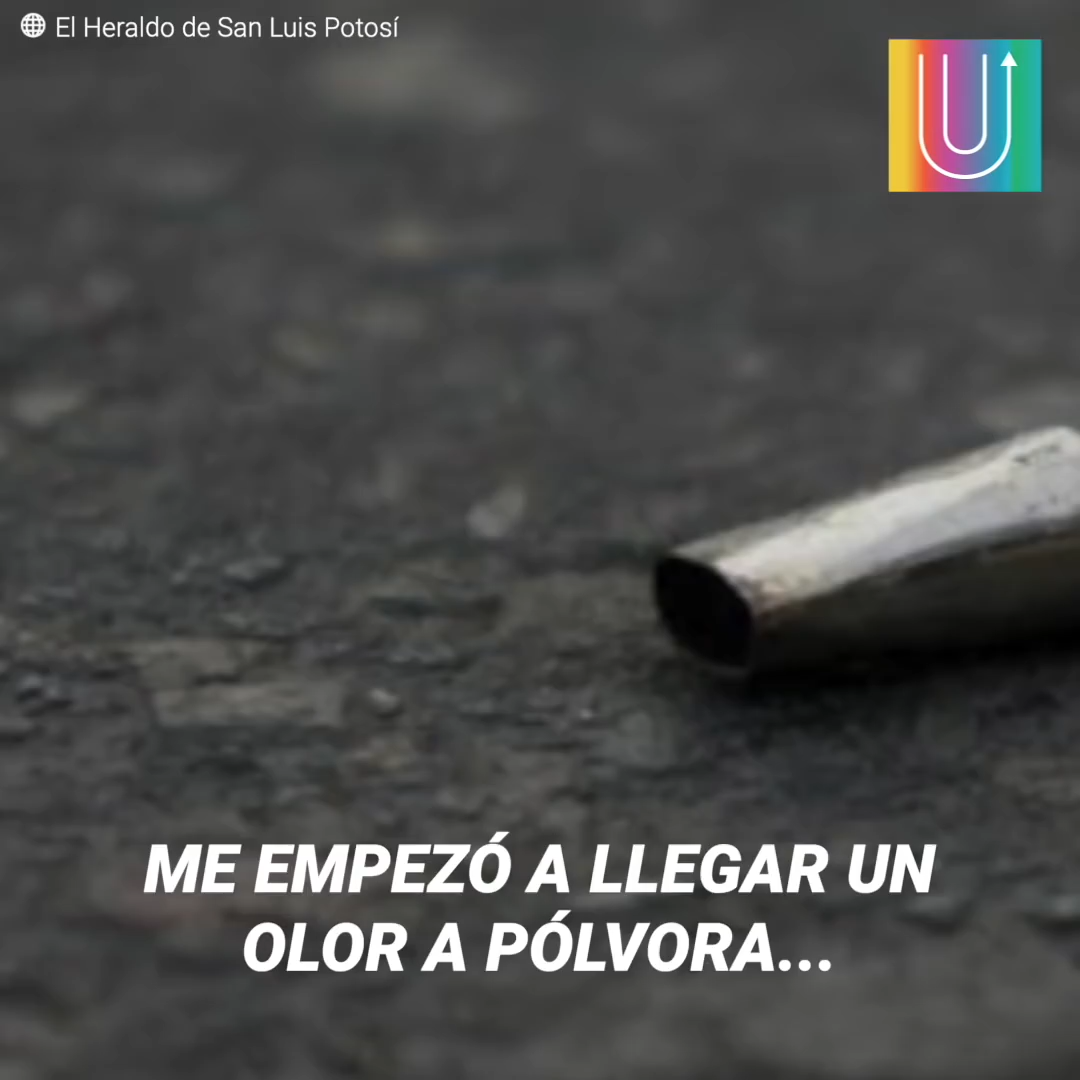 El Heraldo de San Luis Potosí
U
ME EMPEZÓ A LLEGAR UN
OLOR A PÓLVORA...